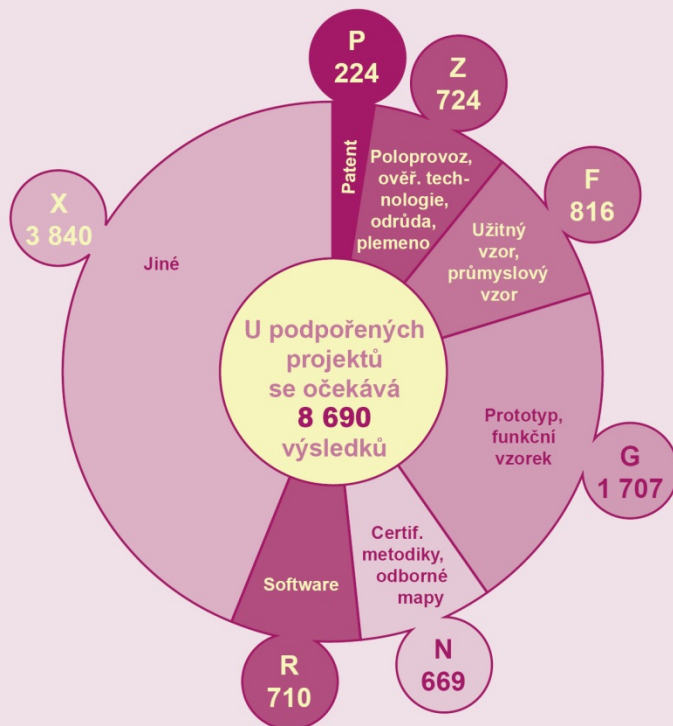 P
224
Patent
Z
724
Poloprovoz,
ověř. tech-
nologie,
odrůda,
plemeno
F
816
Užitný
vzor,
průmyslový
vzor
G
1 707
Prototyp,
funkční
vzorek
N
669
Certif.
metodiky,
odborné
mapy
R
710
Software
X
3 840
Jiné
U podpořených
projektů
se očekává
8 690
výsledků